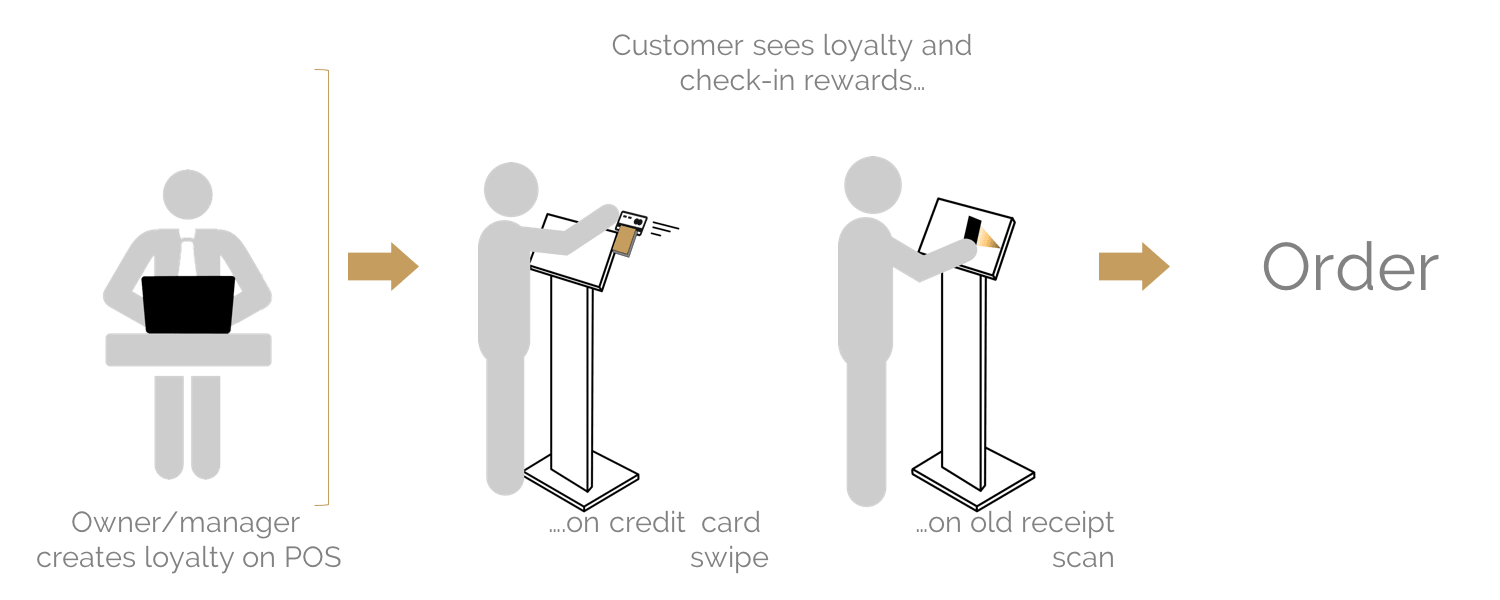 Customer sees loyalty and
check-in rewards…
Owner/manager
creates loyalty on POS
….on credit  card
swipe
…on old receipt
scan
Order